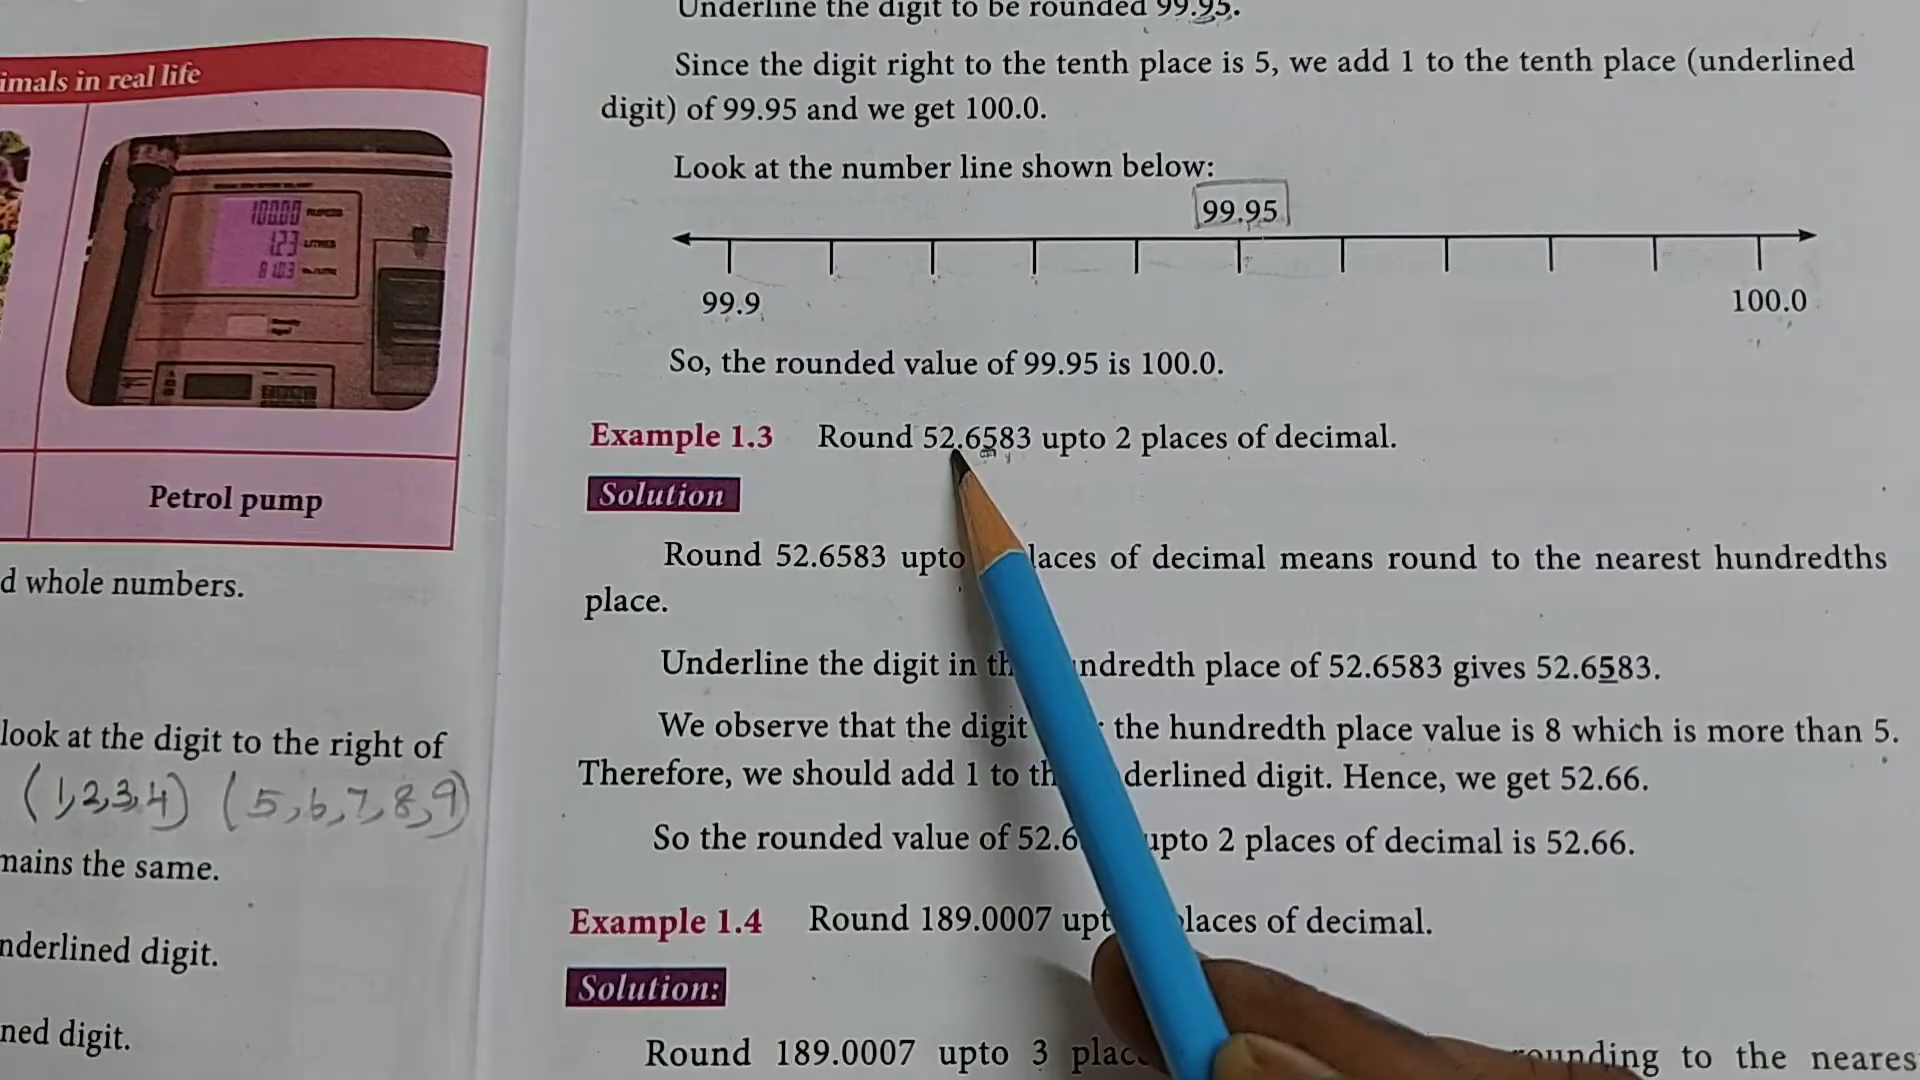 imals in real life
100.00
1.23
81.03
Petrol pump
d whole numbers.
look at the digit to the right of
(1,2,3,4) (5,6,7,8,9)
mains the same.
nderlined digit.
ned digit.
Underline the digit to be rounded 99.95.
Since the digit right to the tenth place is 5, we add 1 to the tenth place (underlined
digit) of 99.95 and we get 100.0.
Look at the number line shown below:
99.95
99.9 100.0
So, the rounded value of 99.95 is 100.0.
Example 1.3 Round 52.6583 upto 2 places of decimal.
Solution
Round 52.6583 upto laces of decimal means round to the nearest hundredths
place.
Underline the digit in th ndredth place of 52.6583 gives 52.6583.
We observe that the digit the hundredth place value is 8 which is more than 5.
Therefore, we should add 1 to th derlined digit. Hence, we get 52.66.
So the rounded value of 52.6 upto 2 places of decimal is 52.66.
Example 1.4 Round 189.0007 upt laces of decimal.
Solution:
Round 189.0007 upto 3 plac ounding to the neares